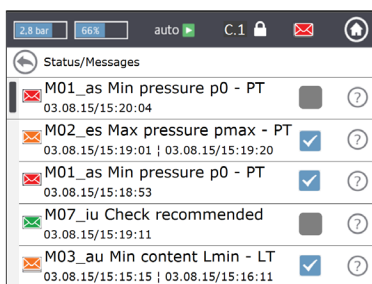 2,8 bar 66% auto C.1
Status/Messages
M01_as Min pressure p0 - PT
03.08.15/15:20:04
?
M02_es Max pressure pmax - PT
03.08.15/15:19:01 ¦ 03.08.15/15:19:20
?
M01_as Min pressure p0 - PT
03.08.15/15:18:53
?
M07_iu Check recommended
03.08.15/15:19:11
?
M03_au Min content Lmin - LT
03.08.15/15:15:15 ¦ 03.08.15/15:16:11
?